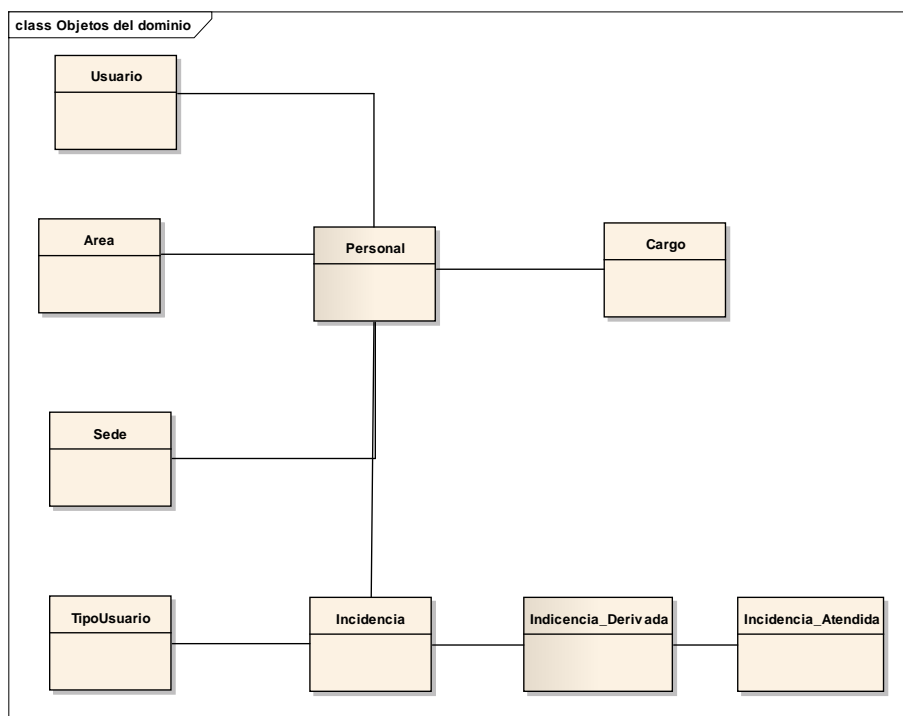 class Objetos del dominio
Usuario
Area
Personal
Cargo
Sede
TipoUsuario
Incidencia
Indicencia_Derivada
Incidencia_Atendida